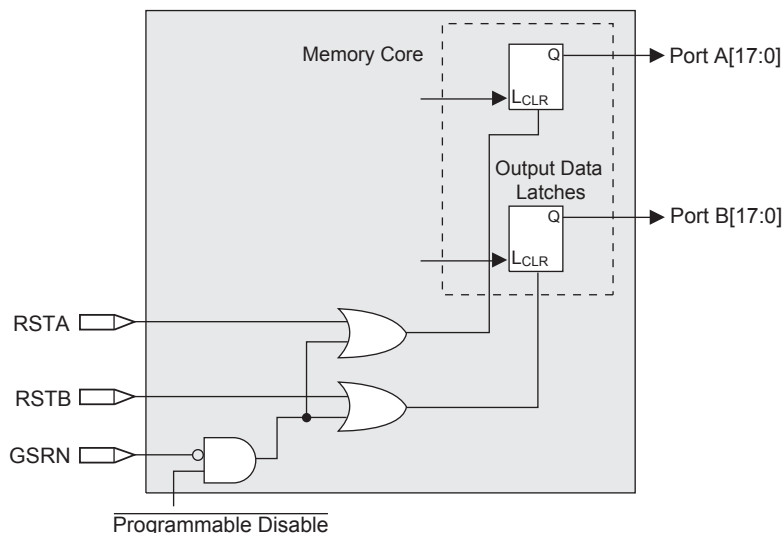 Memory Core
Q
Port A[17:0]
LCLR
Output Data
Latches
Q
Port B[17:0]
LCLR
RSTA
RSTB
GSRN
Programmable Disable